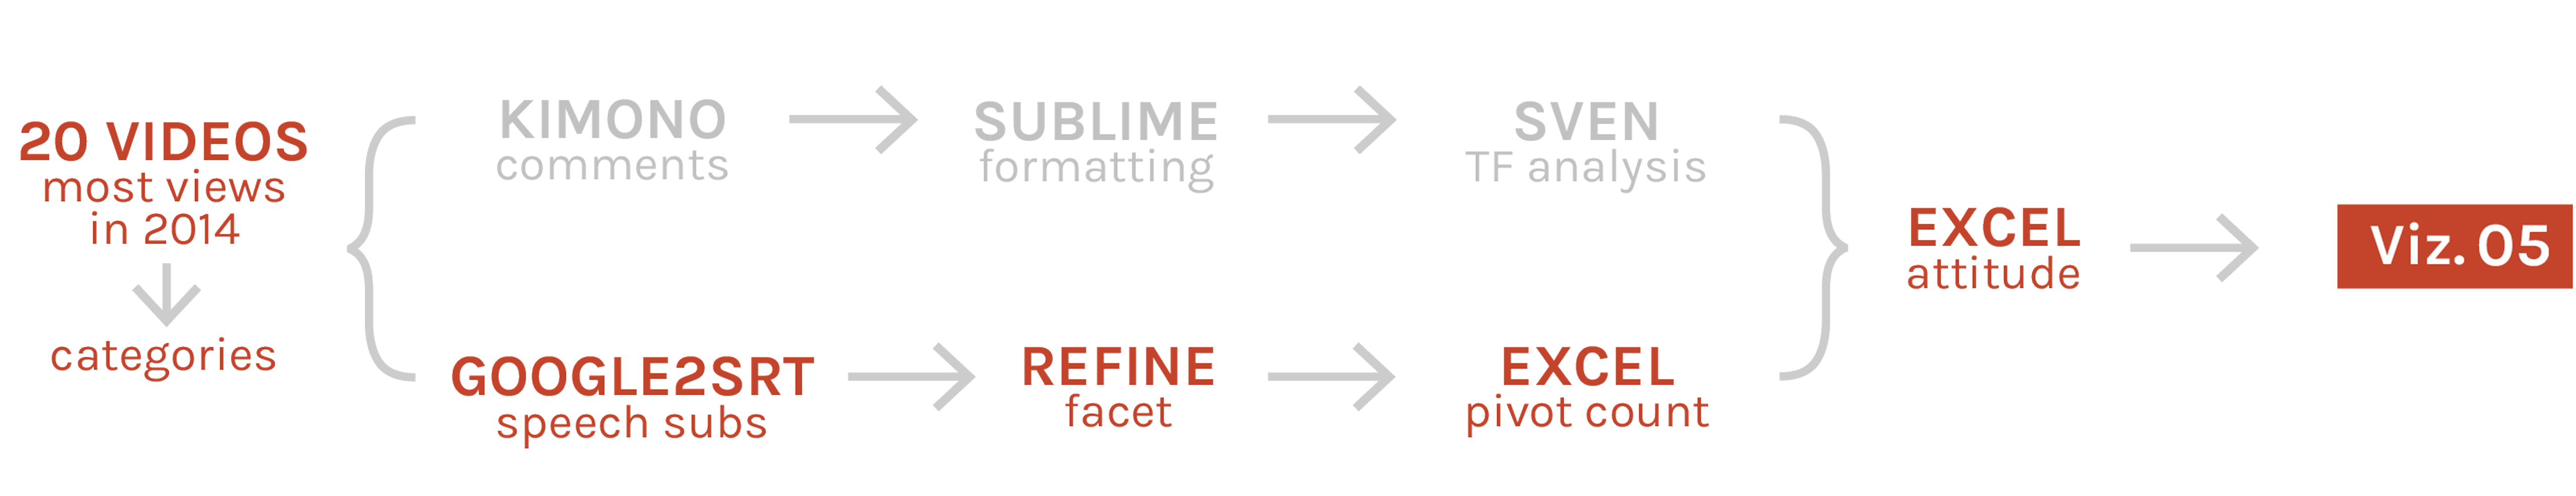 20 VIDEOS
most views
in 2014
categories
KIMONO
comments
SUBLIME
formatting
SVEN
TF analysis
GOOGLE2SRT
speech subs
REFINE
facet
EXCEL
pivot count
EXCEL
attitude
Viz. 05